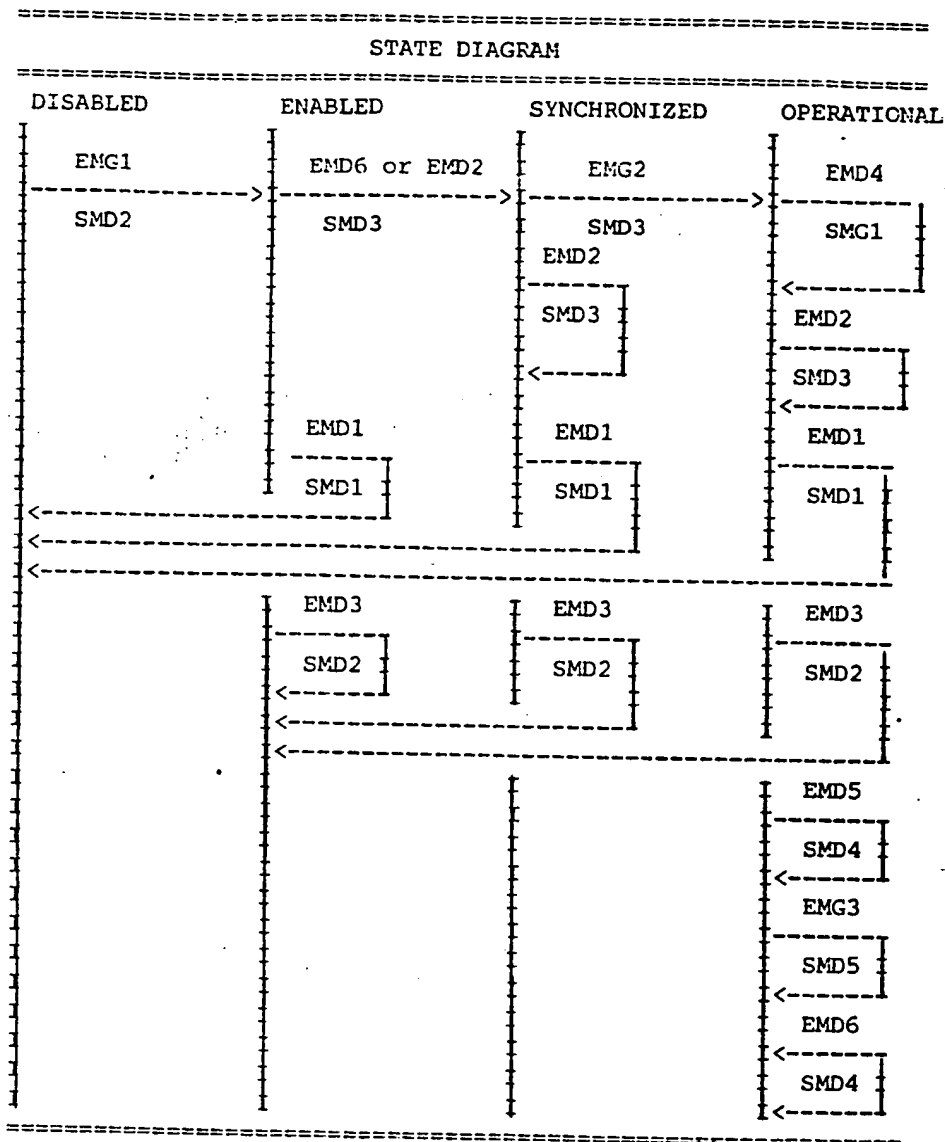 STATE DIAGRAM
DISABLED ENABLED SYNCHRONIZED OPERATIONAL
EMG1 EMD6 or EMD2 EMG2 EMD4
SMD2 SMD3 SMD3 SMG1
EMD2
SMD3 EMD2
SMD3
EMD1 EMD1 EMD1
SMD1 SMD1 SMD1
EMD3 EMD3 EMD3
SMD2 SMD2 SMD2
EMD5
SMD4
EMG3
SMD5
EMD6
SMD4